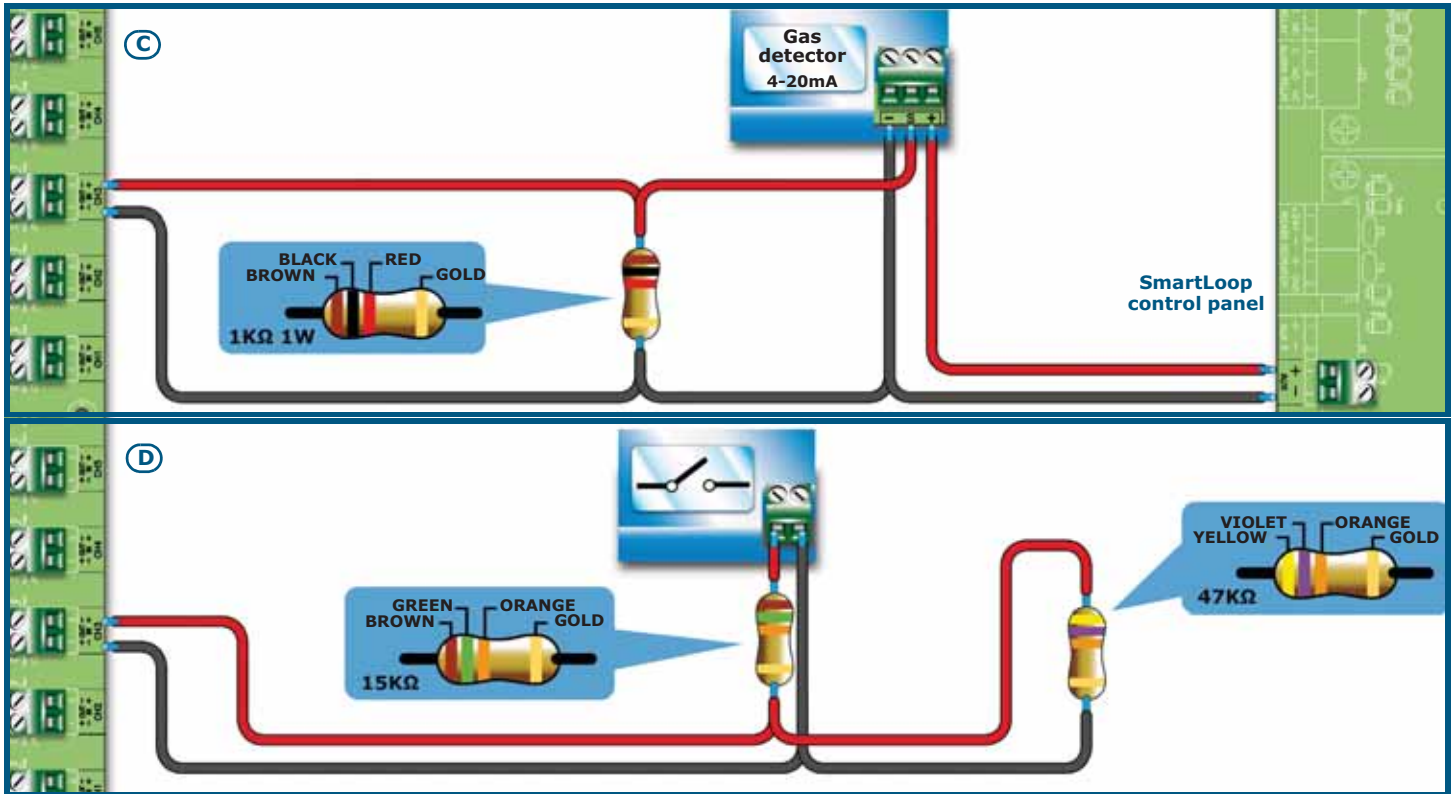 C
Gas
detector
4-20mA
- S +
BLACK
RED
BROWN
GOLD
1KΩ 1W
SmartLoop
control panel
+
-
AUX
D
VIOLET
ORANGE
YELLOW
GOLD
47KΩ
GREEN
ORANGE
BROWN
GOLD
15KΩ